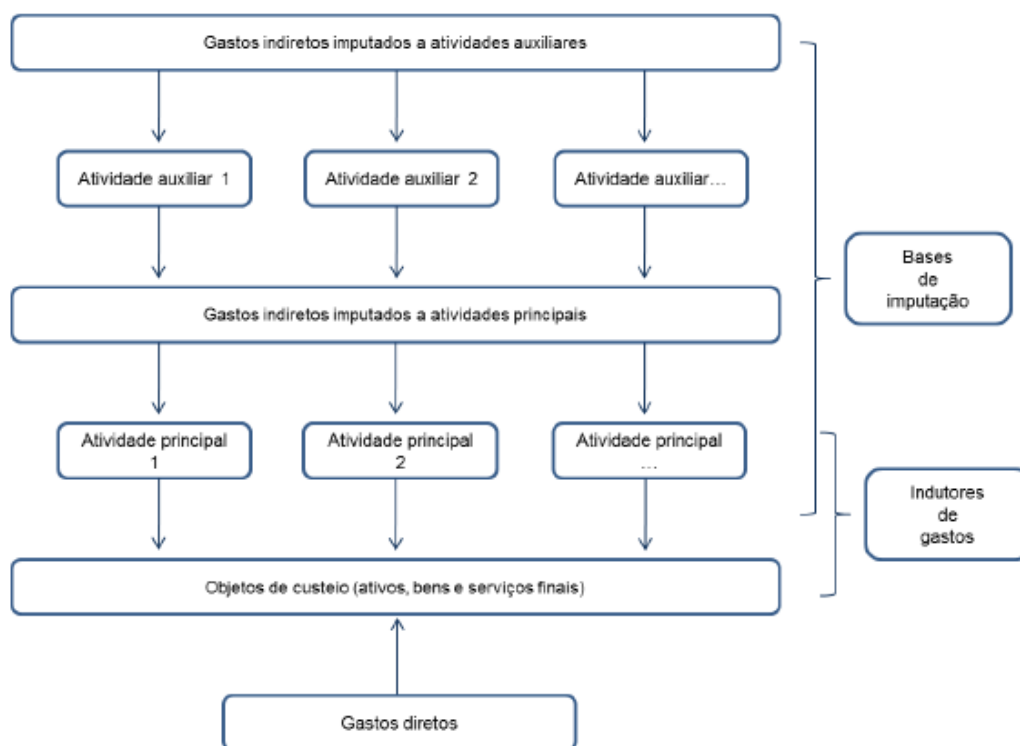 Gastos indiretos imputados a atividades auxiliares
Atividade auxiliar 1
Atividade auxiliar 2
Atividade auxiliar...
Bases
de
imputação
Gastos indiretos imputados a atividades principais
Atividade principal
1
Atividade principal
2
Atividade principal
...
Indutores
de
gastos
Objetos de custeio (ativos, bens e serviços finais)
Gastos diretos